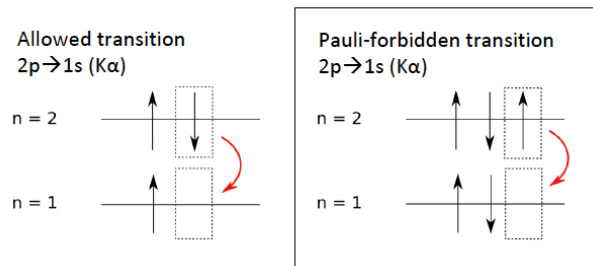 Allowed transition
2p→1s (Kα)
n = 2
n = 1
Pauli-forbidden transition
2p→1s (Kα)
n = 2
n = 1